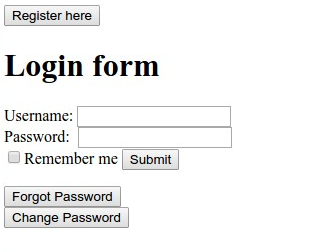 Register here
Login form
Username:
Password:
Remember me Submit
Forgot Password
Change Password